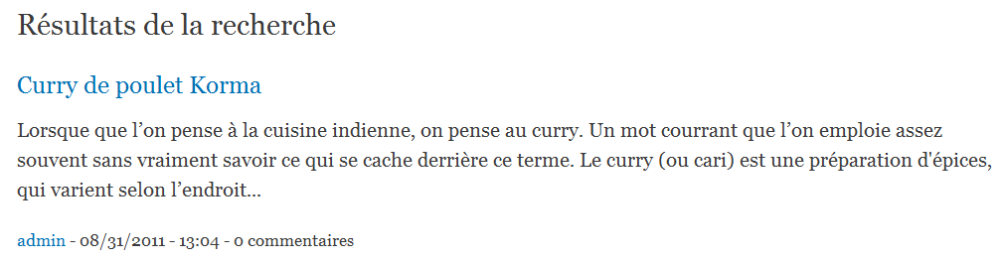 Résultats de la recherche
Curry de poulet Korma
Lorsque que l’on pense à la cuisine indienne, on pense au curry. Un mot courrant que l’on emploie assez
souvent sans vraiment savoir ce qui se cache derrière ce terme. Le curry (ou cari) est une préparation d'épices,
qui varient selon l’endroit...
admin - 08/31/2011 - 13:04 - 0 commentaires